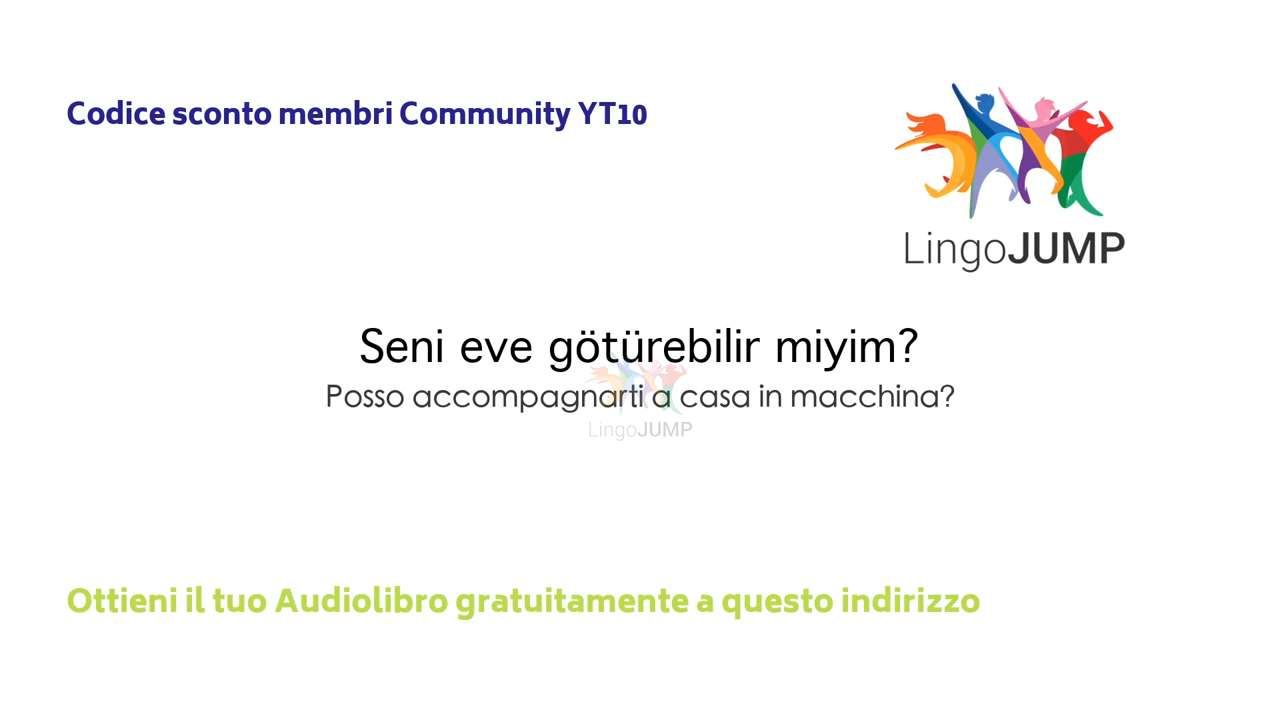 Codice sconto membri Community YT10
LingoJUMP
Seni eve götürebilir miyim?
Posso accompagnarti a casa in macchina?
LingoJUMP
Ottieni il tuo Audiolibro gratuitamente a questo indirizzo